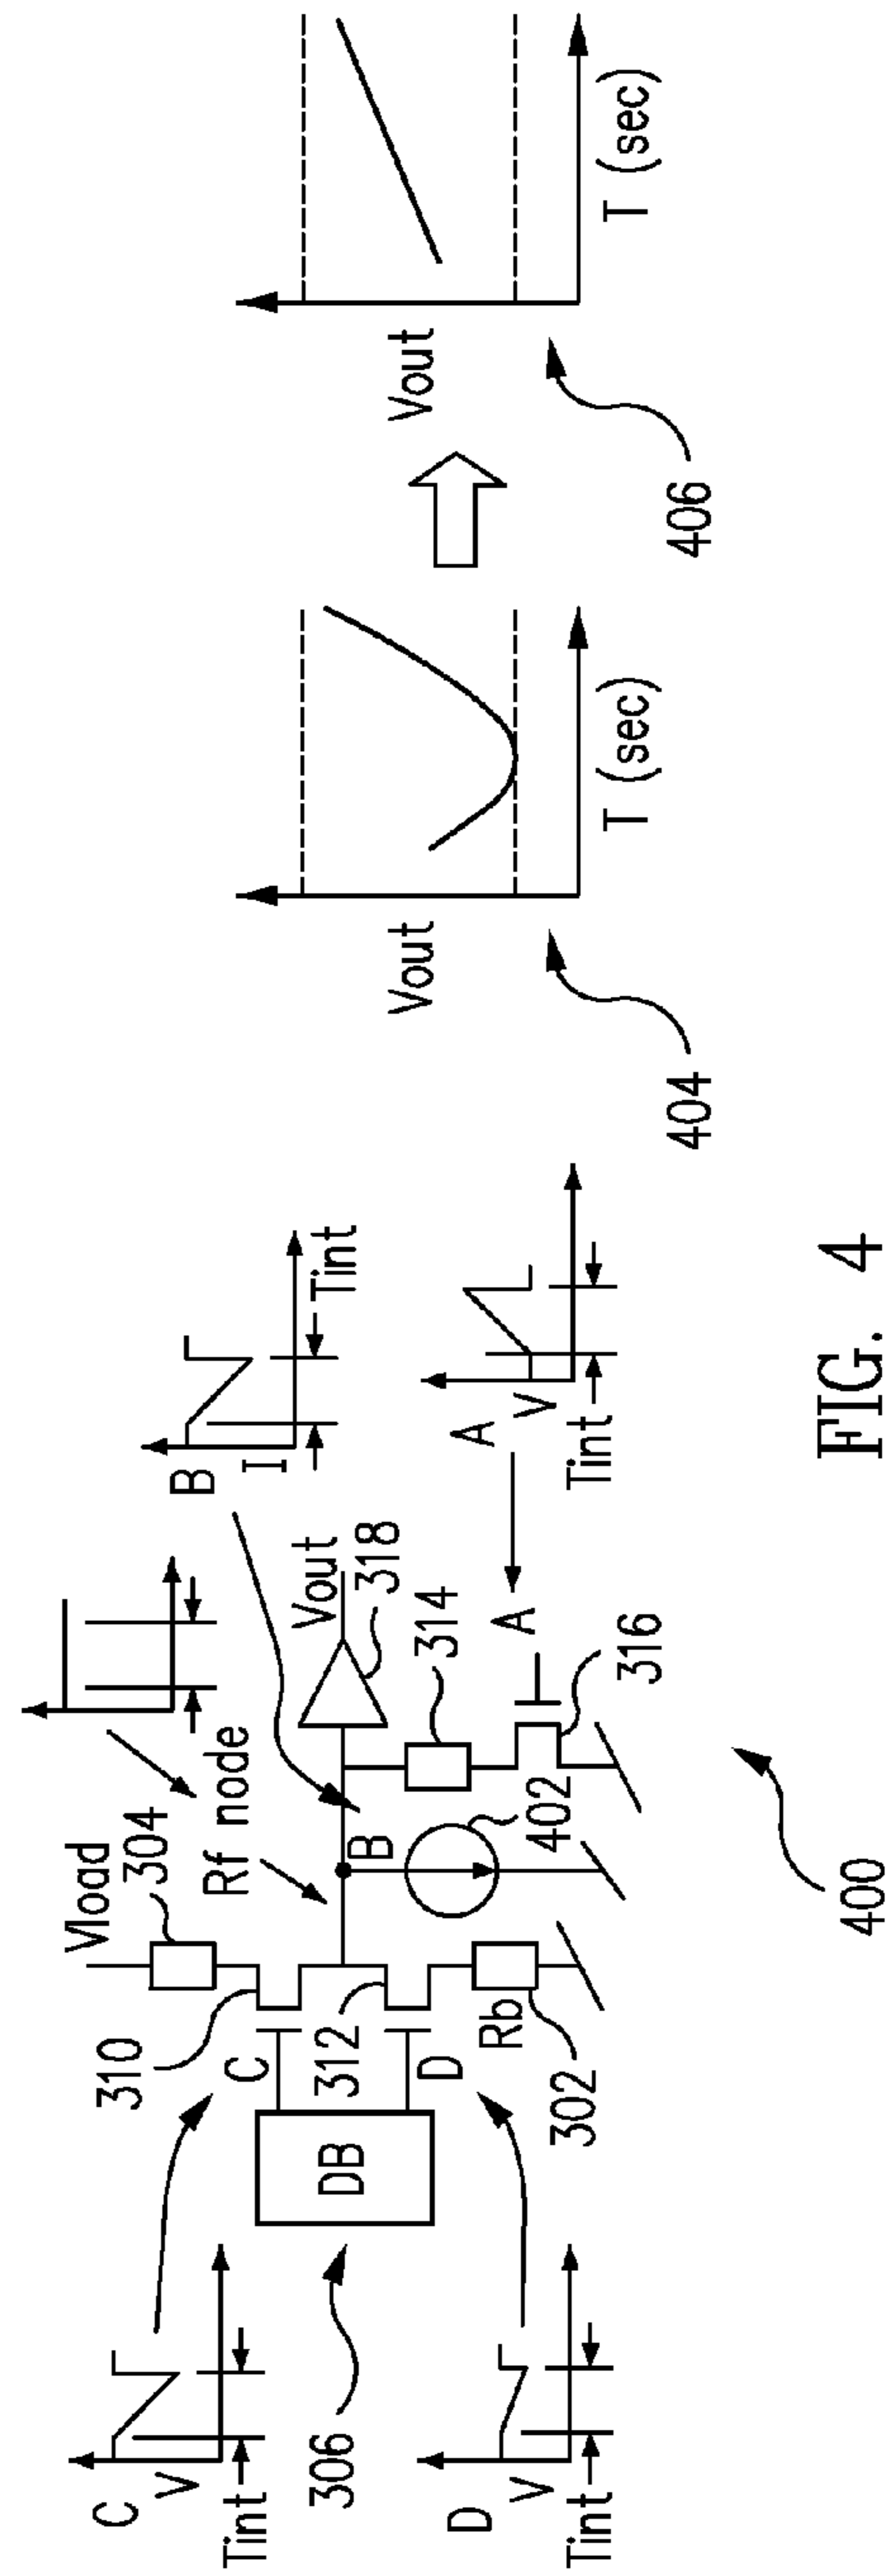 C
V
Tint
306
D
V
Tint
DB
C
D
310
312
Rb
302
Vload
304
Rf node
B
402
Vout
318
314
A
316
400
B
I
Tint
A
V
Tint
Vout
T (sec)
404
Vout
T (sec)
406
FIG. 4